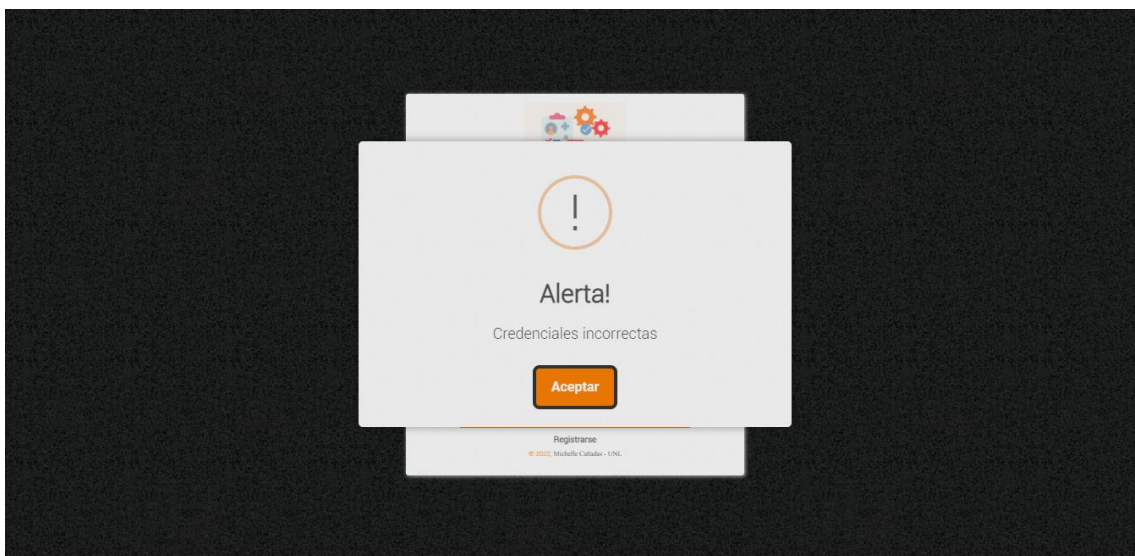 !
Alerta!
Credenciales incorrectas
Aceptar
Registrarse
© 2022, Michelle Cañadas - UNL